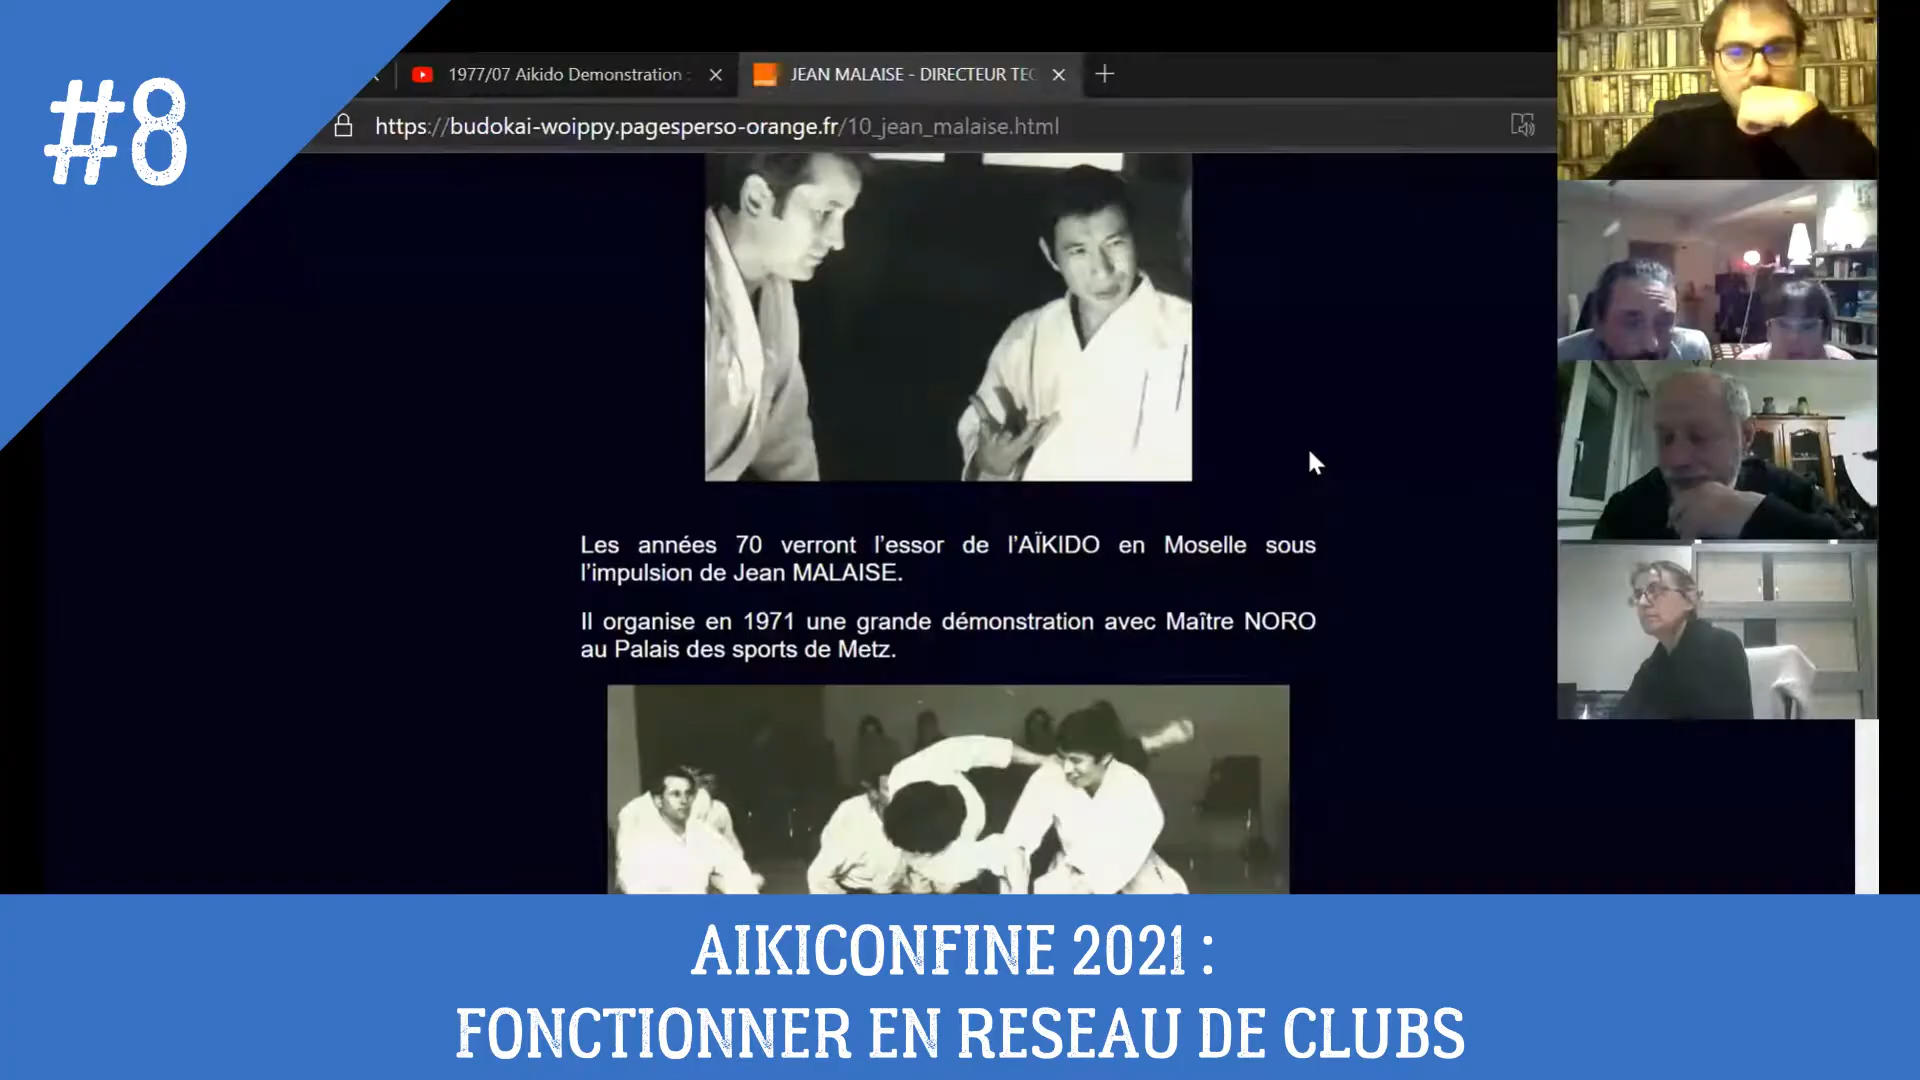 #8
1977/07 Aikido Demonstration :
JEAN MALAISE - DIRECTEUR TEC
https://budokai-woippy.pagesperso-orange.fr/10_jean_malaise.html
Les années 70 verront l'essor de l'AÏKIDO en Moselle sous
l'impulsion de Jean MALAISE.
Il organise en 1971 une grande démonstration avec Maître NORO
au Palais des sports de Metz.
AIKICONFINE 2021 :
FONCTIONNER EN RESEAU DE CLUBS